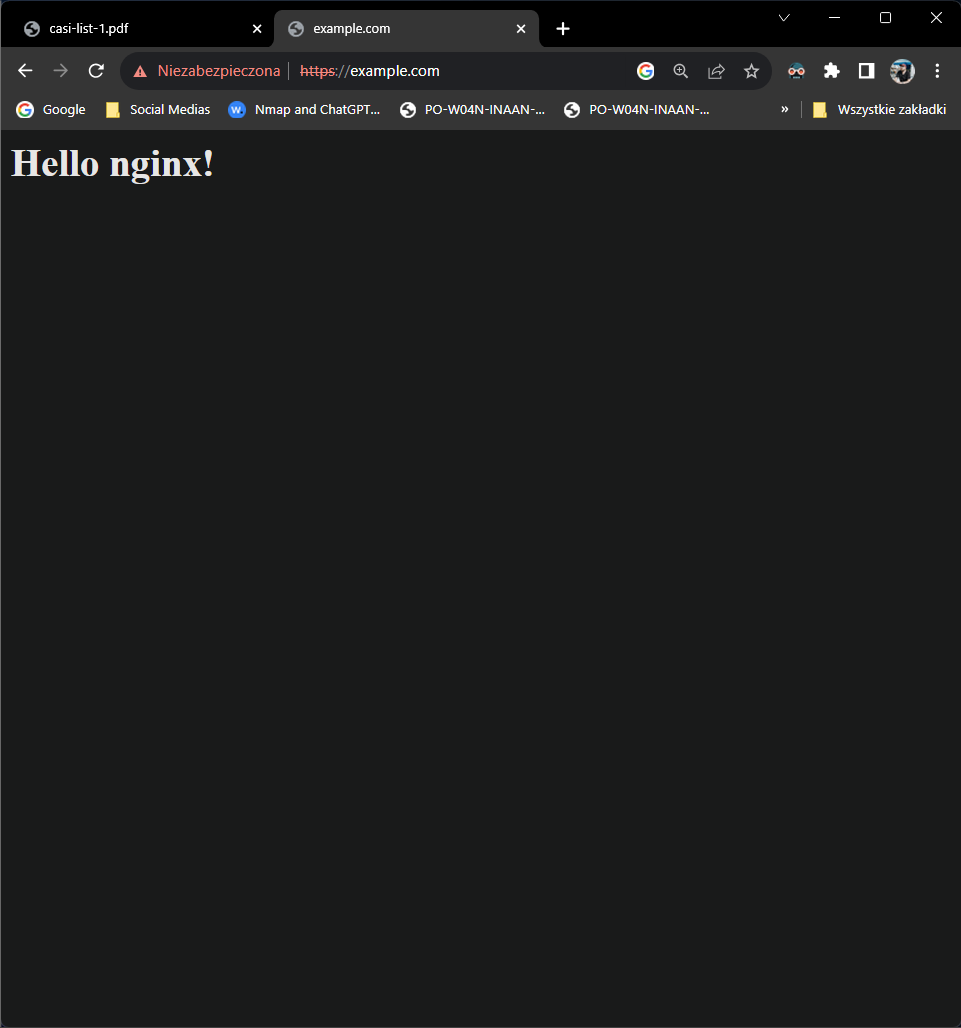 casi-list-1.pdf
example.com
Niezabezpieczona
https://example.com
Google
Social Medias
Nmap and ChatGPT...
PO-W04N-INAAN-...
PO-W04N-INAAN-...
»
Wszystkie zakładki
Hello nginx!